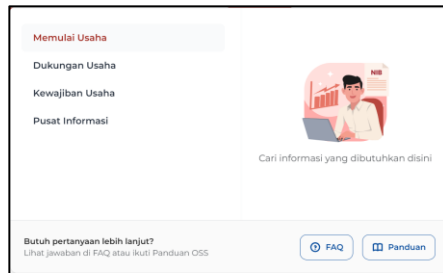 Memulai Usaha
Dukungan Usaha
Kewajiban Usaha
Pusat Informasi
NIB
Cari informasi yang dibutuhkan disini
Butuh pertanyaan lebih lanjut?
Lihat jawaban di FAQ atau ikuti Panduan OSS
FAQ
Panduan